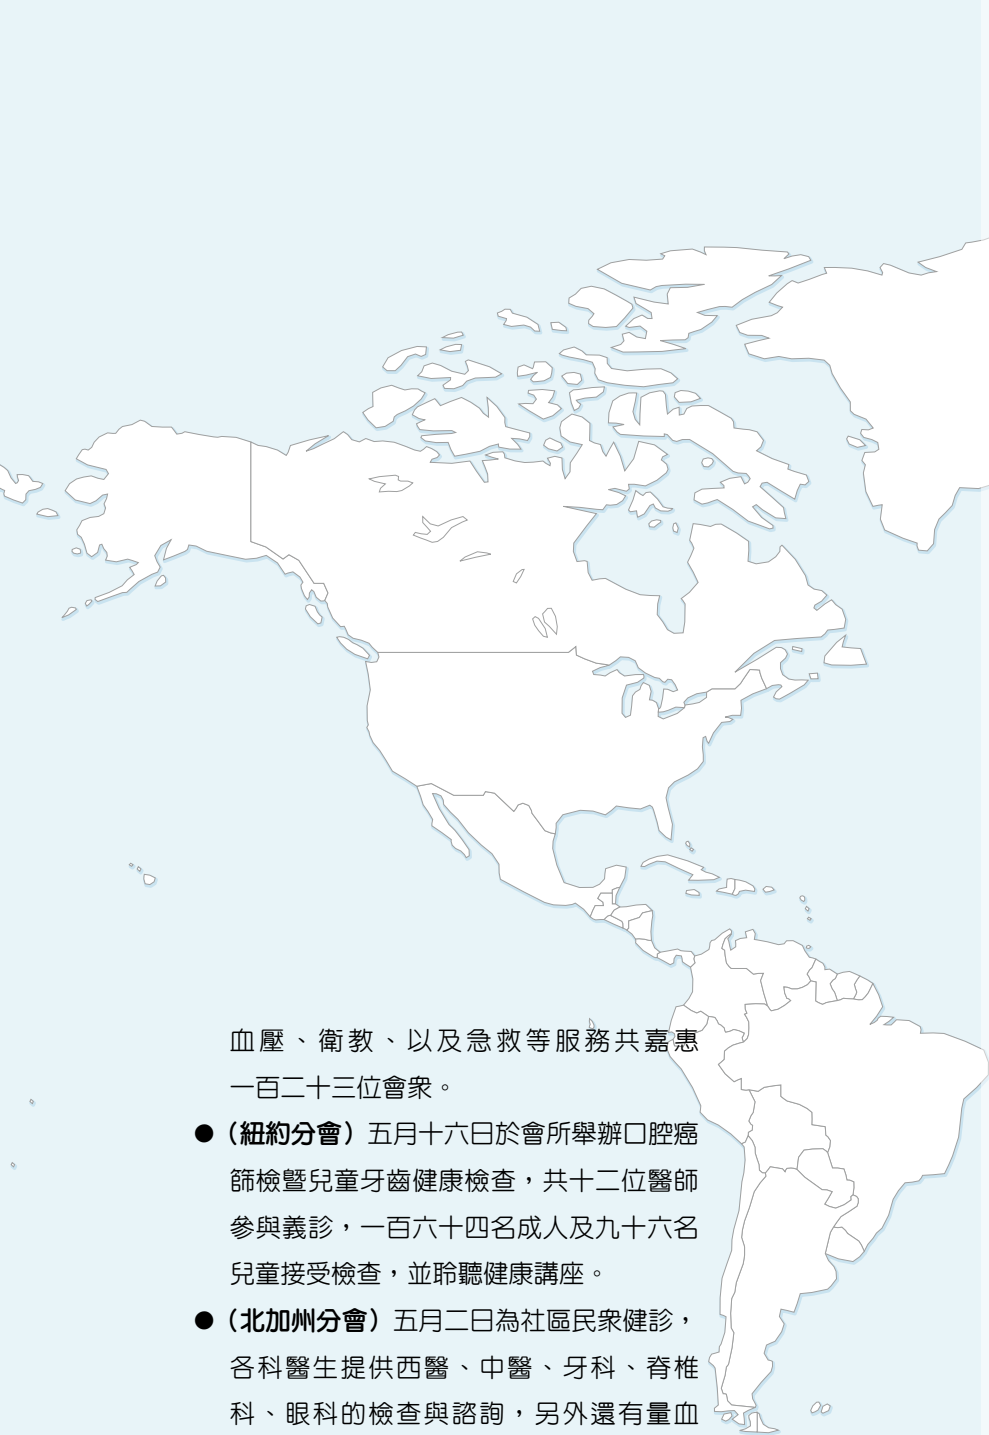 血壓、衛教、以及急救等服務共嘉惠
一百二十三位會眾。
●（紐約分會）五月十六日於會所舉辦口腔癌
篩檢暨兒童牙齒健康檢查，共十二位醫師
參與義診，一百六十四名成人及九十六名
兒童接受檢查，並聆聽健康講座。
●（北加州分會）五月二日為社區民眾健診，
各科醫生提供西醫、中醫、牙科、脊椎
科、眼科的檢查與諮詢，另外還有量血